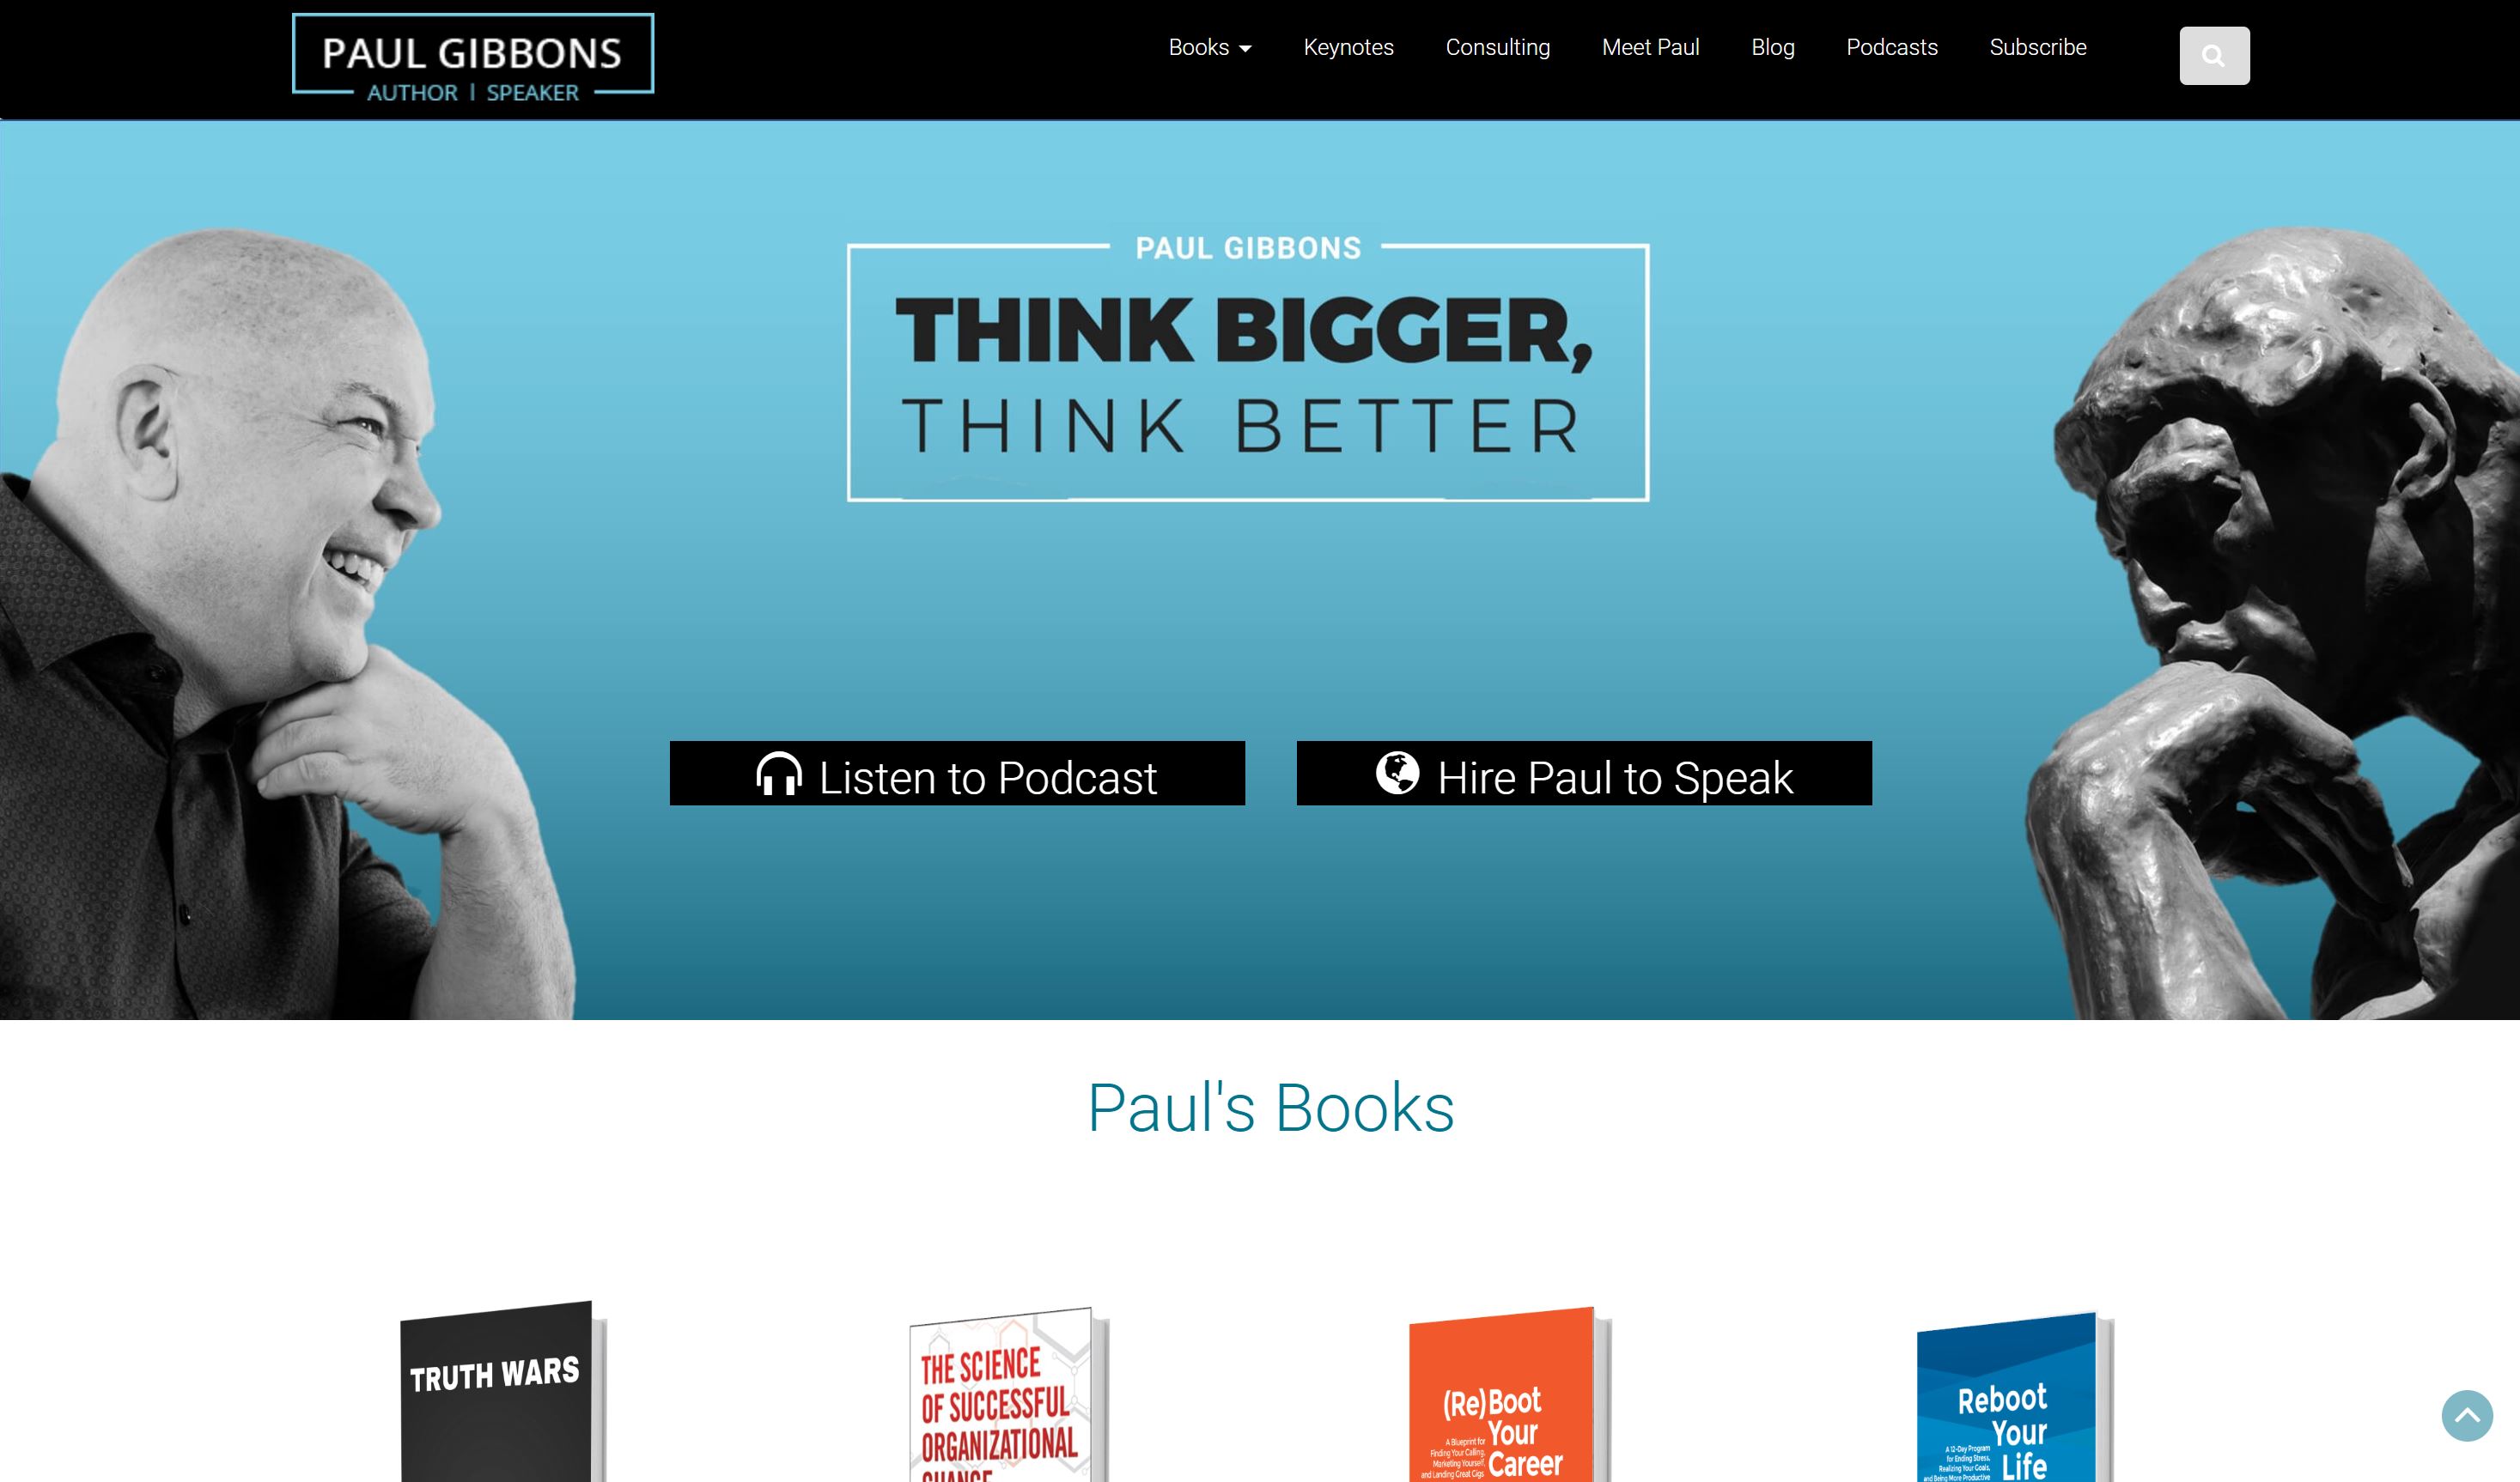 PAUL GIBBONS
AUTHOR | SPEAKER
Books
Keynotes
Consulting
Meet Paul
Blog
Podcasts
Subscribe
PAUL GIBBONS
THINK BIGGER,
THINK BETTER
Listen to Podcast
Hire Paul to Speak
Paul's Books
TRUTH WARS
THE SCIENCE
OF SUCCESSFUL
ORGANIZATIONAL
CHANGE
(Re)Boot
Your
Career
A Blueprint for
Finding Your Calling,
Marketing Yourself,
and Landing Great Gigs
Reboot
Your
Life
A 12-Day Program
for Ending Stress,
Realizing Your Goals,
and Being More Productive